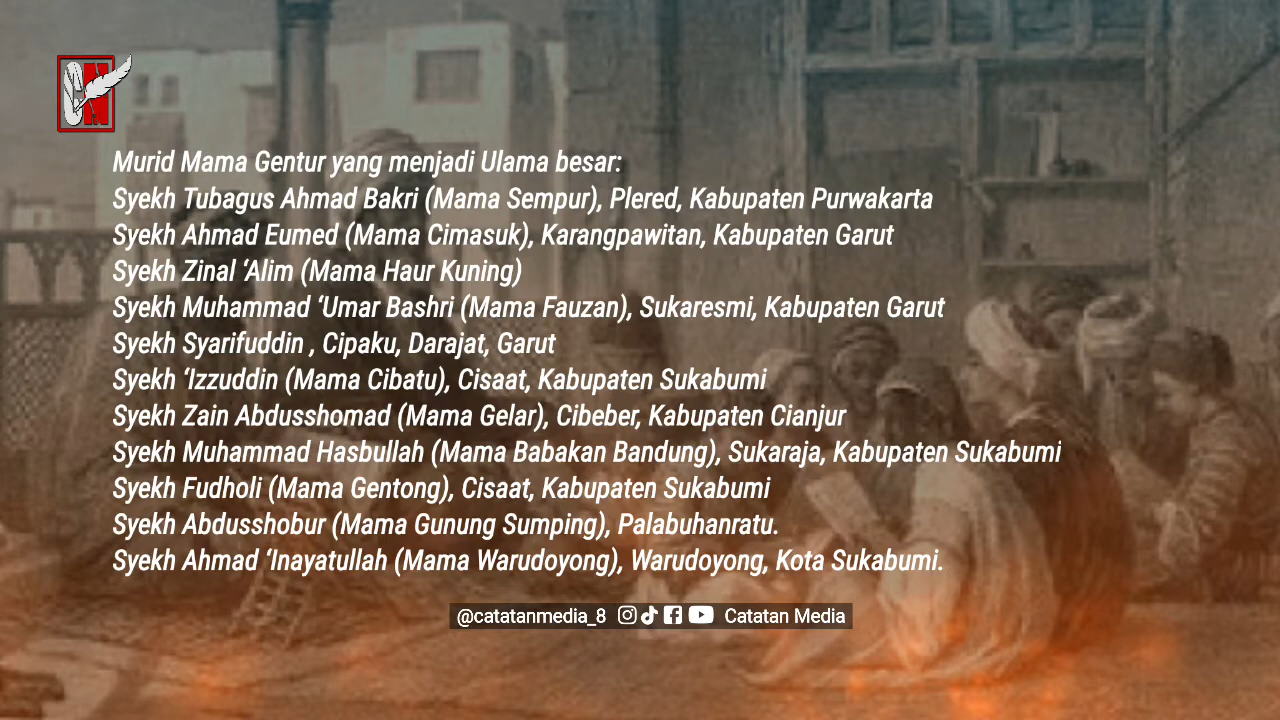 Murid Mama Gentur yang menjadi Ulama besar:
Syekh Tubagus Ahmad Bakri (Mama Sempur), Plered, Kabupaten Purwakarta
Syekh Ahmad Eumed (Mama Cimasuk), Karangpawitan, Kabupaten Garut
Syekh Zinal ‘Alim (Mama Haur Kuning)
Syekh Muhammad ‘Umar Bashri (Mama Fauzan), Sukaresmi, Kabupaten Garut
Syekh Syarifuddin , Cipaku, Darajat, Garut
Syekh ‘Izzuddin (Mama Cibatu), Cisaat, Kabupaten Sukabumi
Syekh Zain Abdusshomad (Mama Gelar), Cibeber, Kabupaten Cianjur
Syekh Muhammad Hasbullah (Mama Babakan Bandung), Sukaraja, Kabupaten Sukabumi
Syekh Fudholi (Mama Gentong), Cisaat, Kabupaten Sukabumi
Syekh Abdusshobur (Mama Gunung Sumping), Palabuhanratu.
Syekh Ahmad ‘Inayatullah (Mama Warudoyong), Warudoyong, Kota Sukabumi.
@catatanmedia_8 Catatan Media